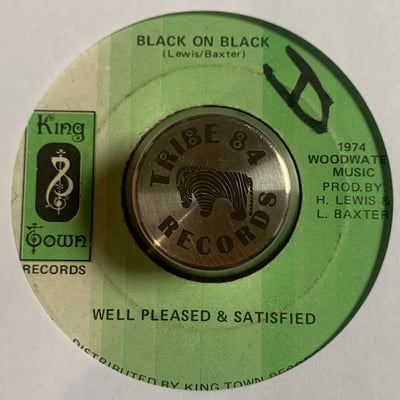 BLACK ON BLACK
(Lewis/Baxter)
King
Town
RECORDS
TRIBE 84
RECORDS
1974
WOODWATE
MUSIC
PROD. BY
H. LEWIS &
L. BAXTER
WELL PLEASED & SATISFIED
DISTRIBUTED BY KING TOWN RECOR